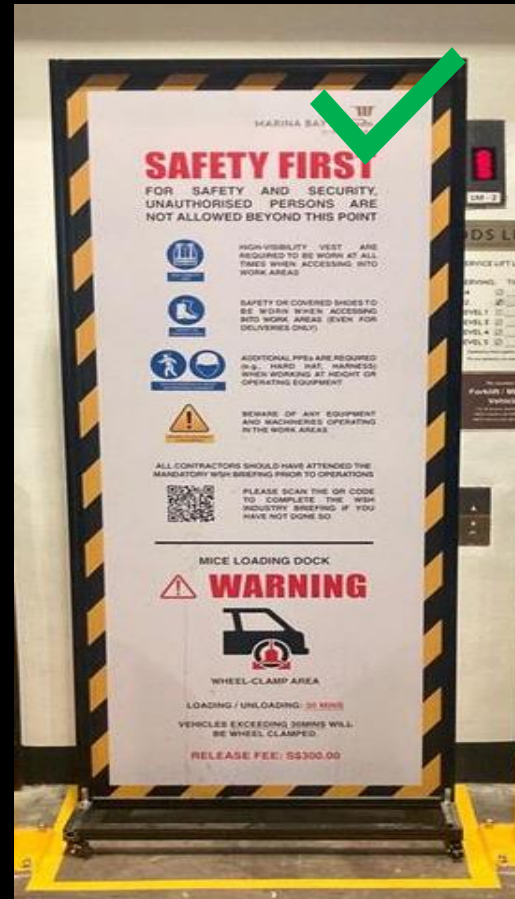 MARINA BAY
SAFETY FIRST
FOR SAFETY AND SECURITY,
UNAUTHORISED PERSONS ARE
NOT ALLOWED BEYOND THIS POINT
HIGH-VISIBILITY VEST ARE
REQUIRED TO BE WORN AT ALL
TIMES WHEN ACCESSING INTO
WORK AREAS
SAFETY OR COVERED SHOES TO
BE WORN WHEN ACCESSING
INTO WORK AREAS (EVEN FOR
DELIVERIES ONLY)
ADDITIONAL PPEs ARE REQUIRED
(e.g., HARD HAT, HARNESS)
WHEN WORKING AT HEIGHT OR
OPERATING EQUIPMENT
BEWARE OF ANY EQUIPMENT
AND MACHINERIES OPERATING
IN THE WORK AREAS
ALL CONTRACTORS SHOULD HAVE ATTENDED THE
MANDATORY WSH BRIEFING PRIOR TO OPERATIONS
PLEASE SCAN THE QR CODE
TO COMPLETE THE WSH
INDUSTRY BRIEFING IF YOU
HAVE NOT DONE SO
MICE LOADING DOCK
WARNING
WHEEL-CLAMP AREA
LOADING / UNLOADING: 30 MINS
VEHICLES EXCEEDING 30MINS WILL
BE WHEEL CLAMPED
RELEASE FEE: S$300.00
LM - 2
SERVICE LIFT
LEVEL 4
LEVEL 5
Forklift /